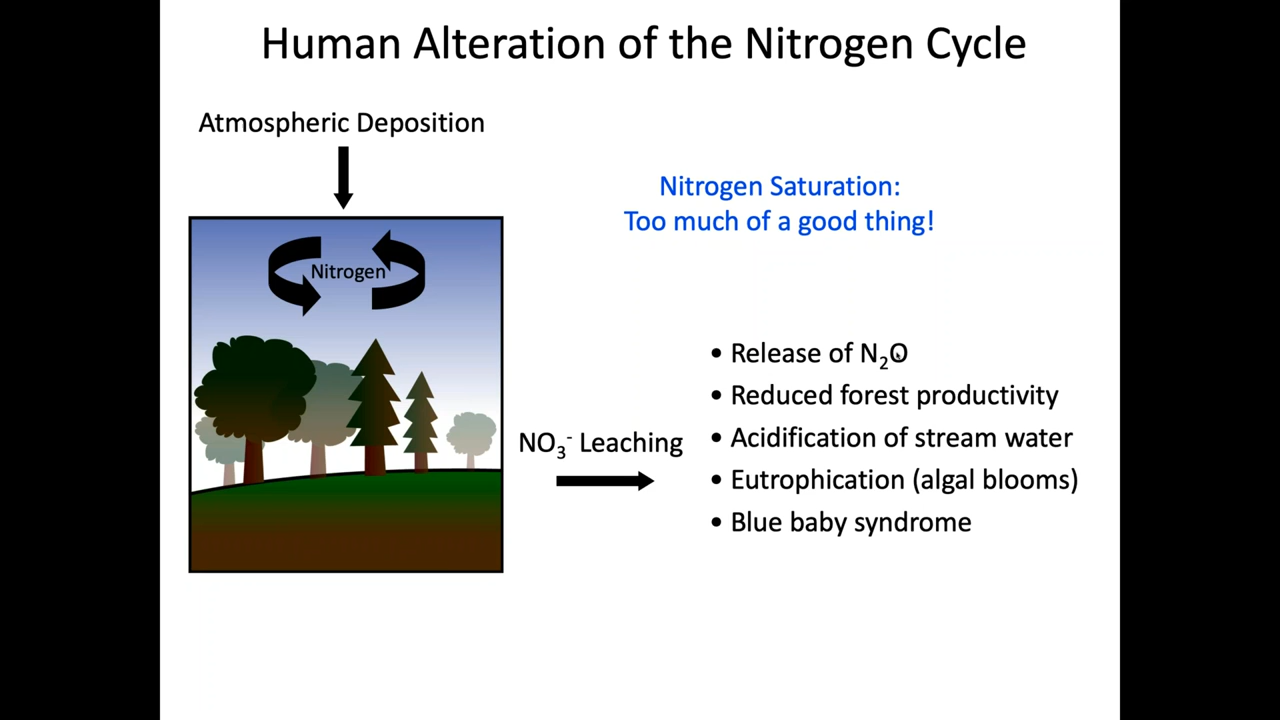 Human Alteration of the Nitrogen Cycle
Atmospheric Deposition
Nitrogen Saturation:
Too much of a good thing!
Nitrogen
• Release of N₂O
• Reduced forest productivity
NO₃⁻ Leaching
• Acidification of stream water
• Eutrophication (algal blooms)
• Blue baby syndrome